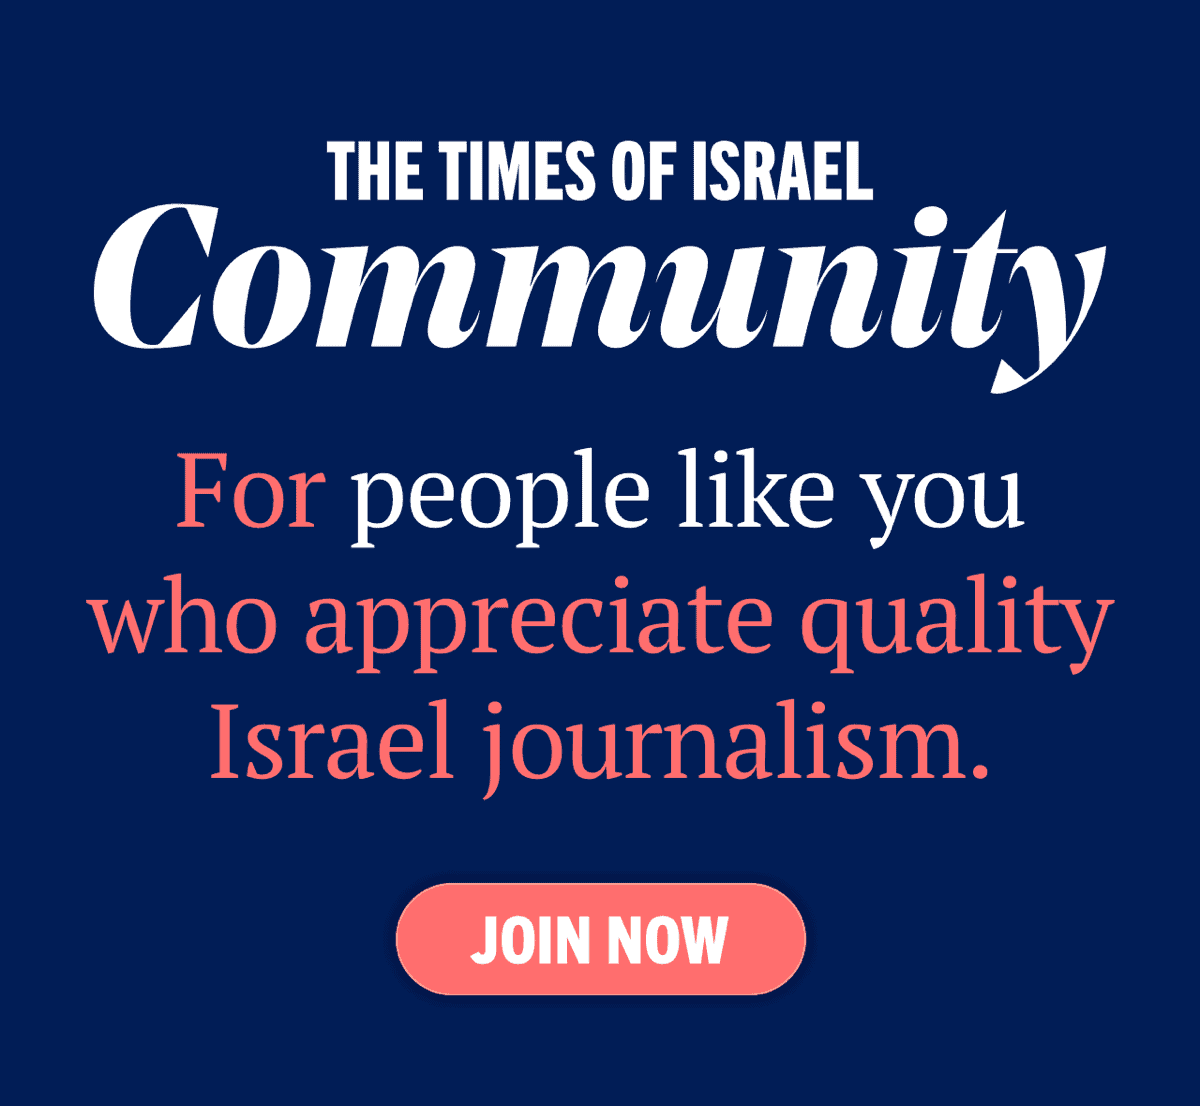 THE TIMES OF ISRAEL
Community
For people like you
who appreciate quality
Israel journalism.
JOIN NOW